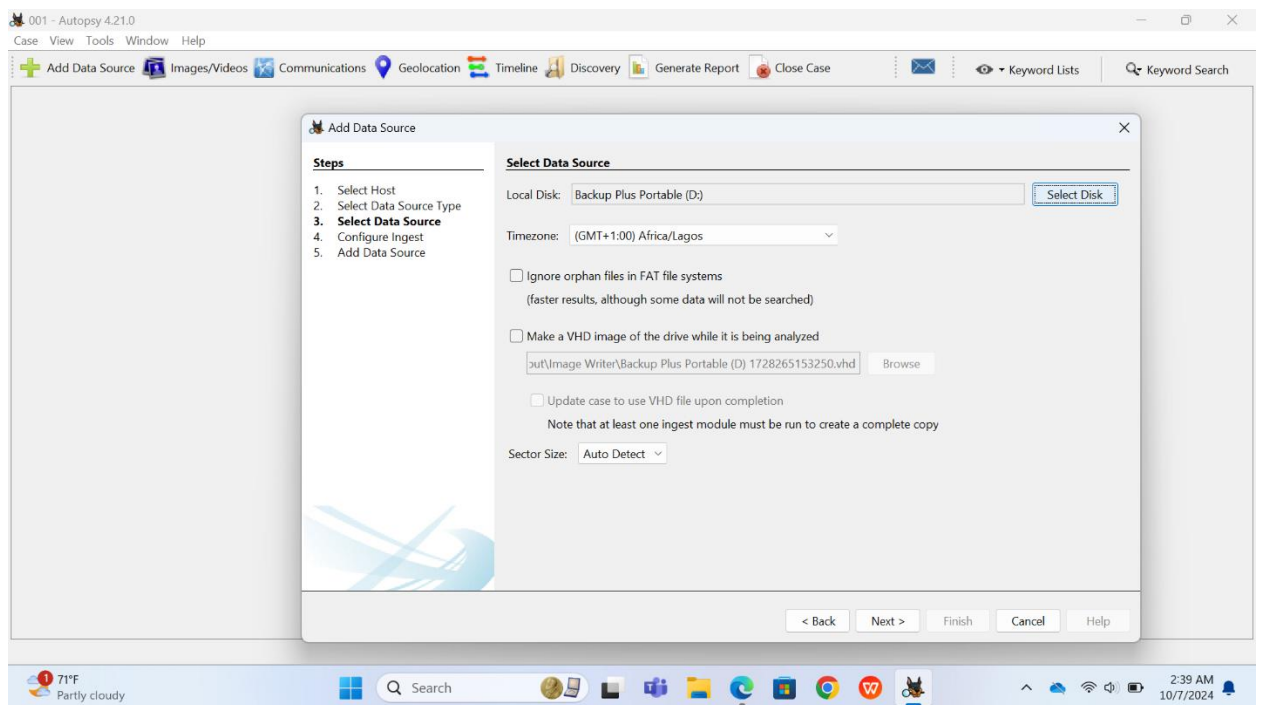 001 - Autopsy 4.21.0
Case View Tools Window Help
Add Data Source Images/Videos Communications Geolocation Timeline Discovery Generate Report Close Case Keyword Lists Keyword Search
Add Data Source
Steps
1. Select Host
2. Select Data Source Type
3. Select Data Source
4. Configure Ingest
5. Add Data Source
Select Data Source
Local Disk: Backup Plus Portable (D:) Select Disk
Timezone: (GMT+1:00) Africa/Lagos
Ignore orphan files in FAT file systems
(faster results, although some data will not be searched)
Make a VHD image of the drive while it is being analyzed
out\Image Writer\Backup Plus Portable (D) 1728265153250.vhd Browse
Update case to use VHD file upon completion
Note that at least one ingest module must be run to create a complete copy
Sector Size: Auto Detect
< Back Next > Finish Cancel Help
1
71°F
Partly cloudy
Search
2:39 AM
10/7/2024